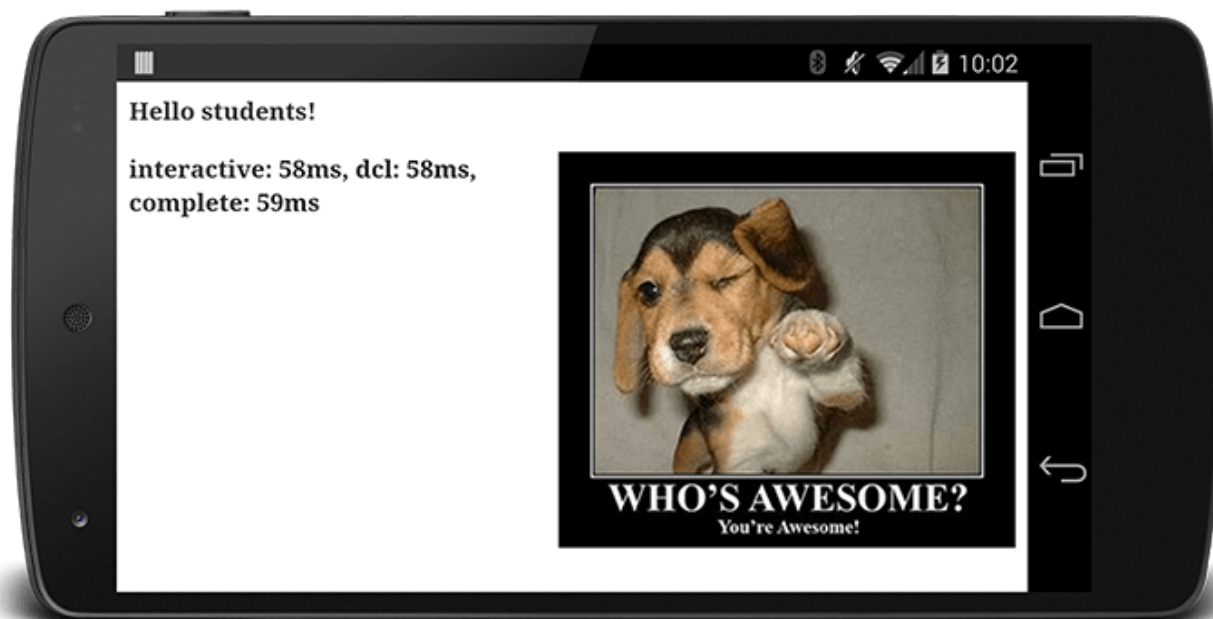 10:02
Hello students!
interactive: 58ms, dcl: 58ms,
complete: 59ms
WHO'S AWESOME?
You're Awesome!